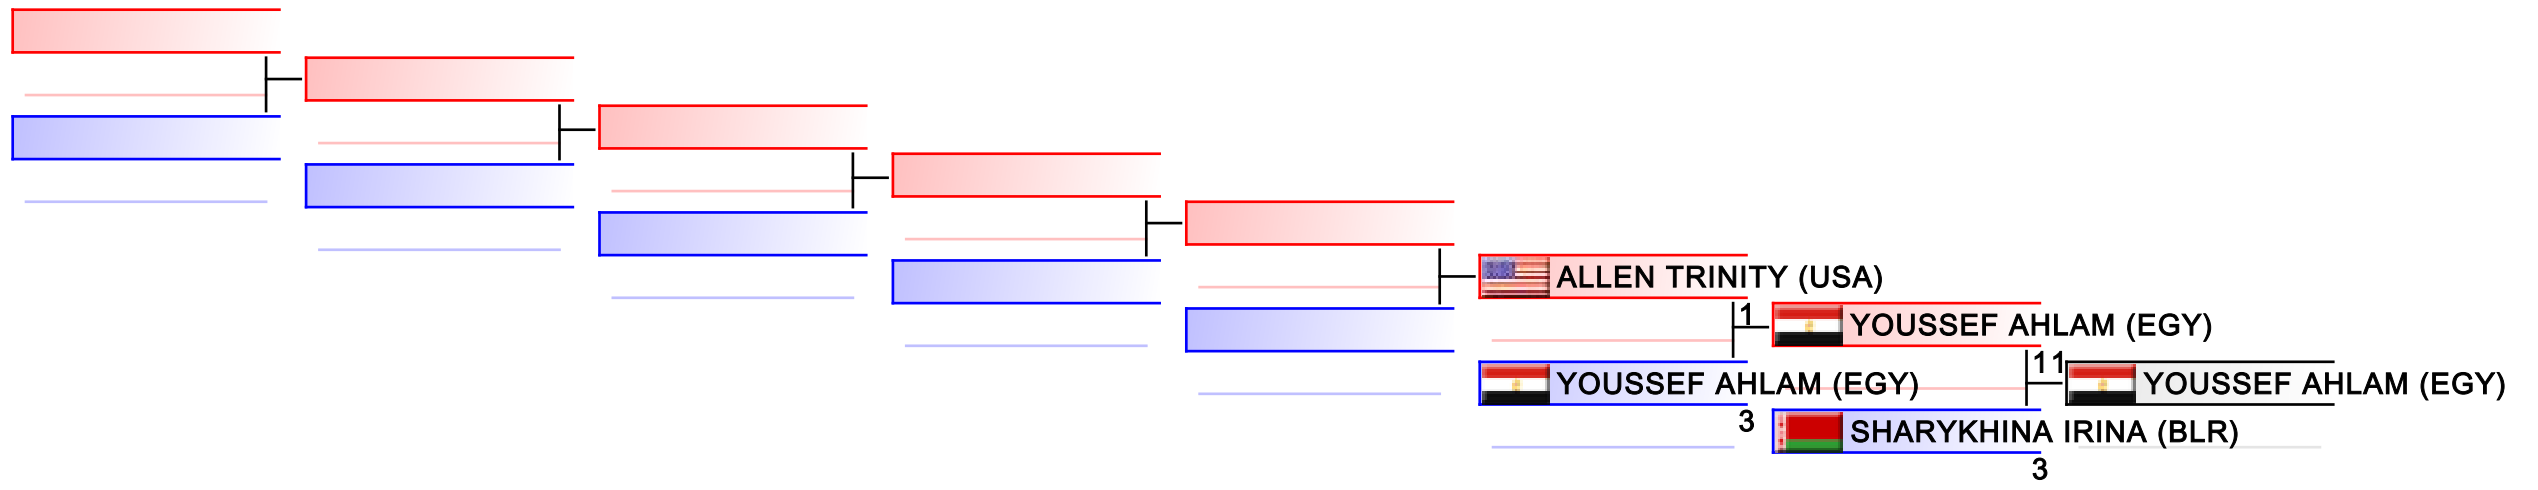 ALLEN TRINITY (USA)
1
YOUSSEF AHLAM (EGY)
YOUSSEF AHLAM (EGY)
3
11
YOUSSEF AHLAM (EGY)
SHARYKHINA IRINA (BLR)
3